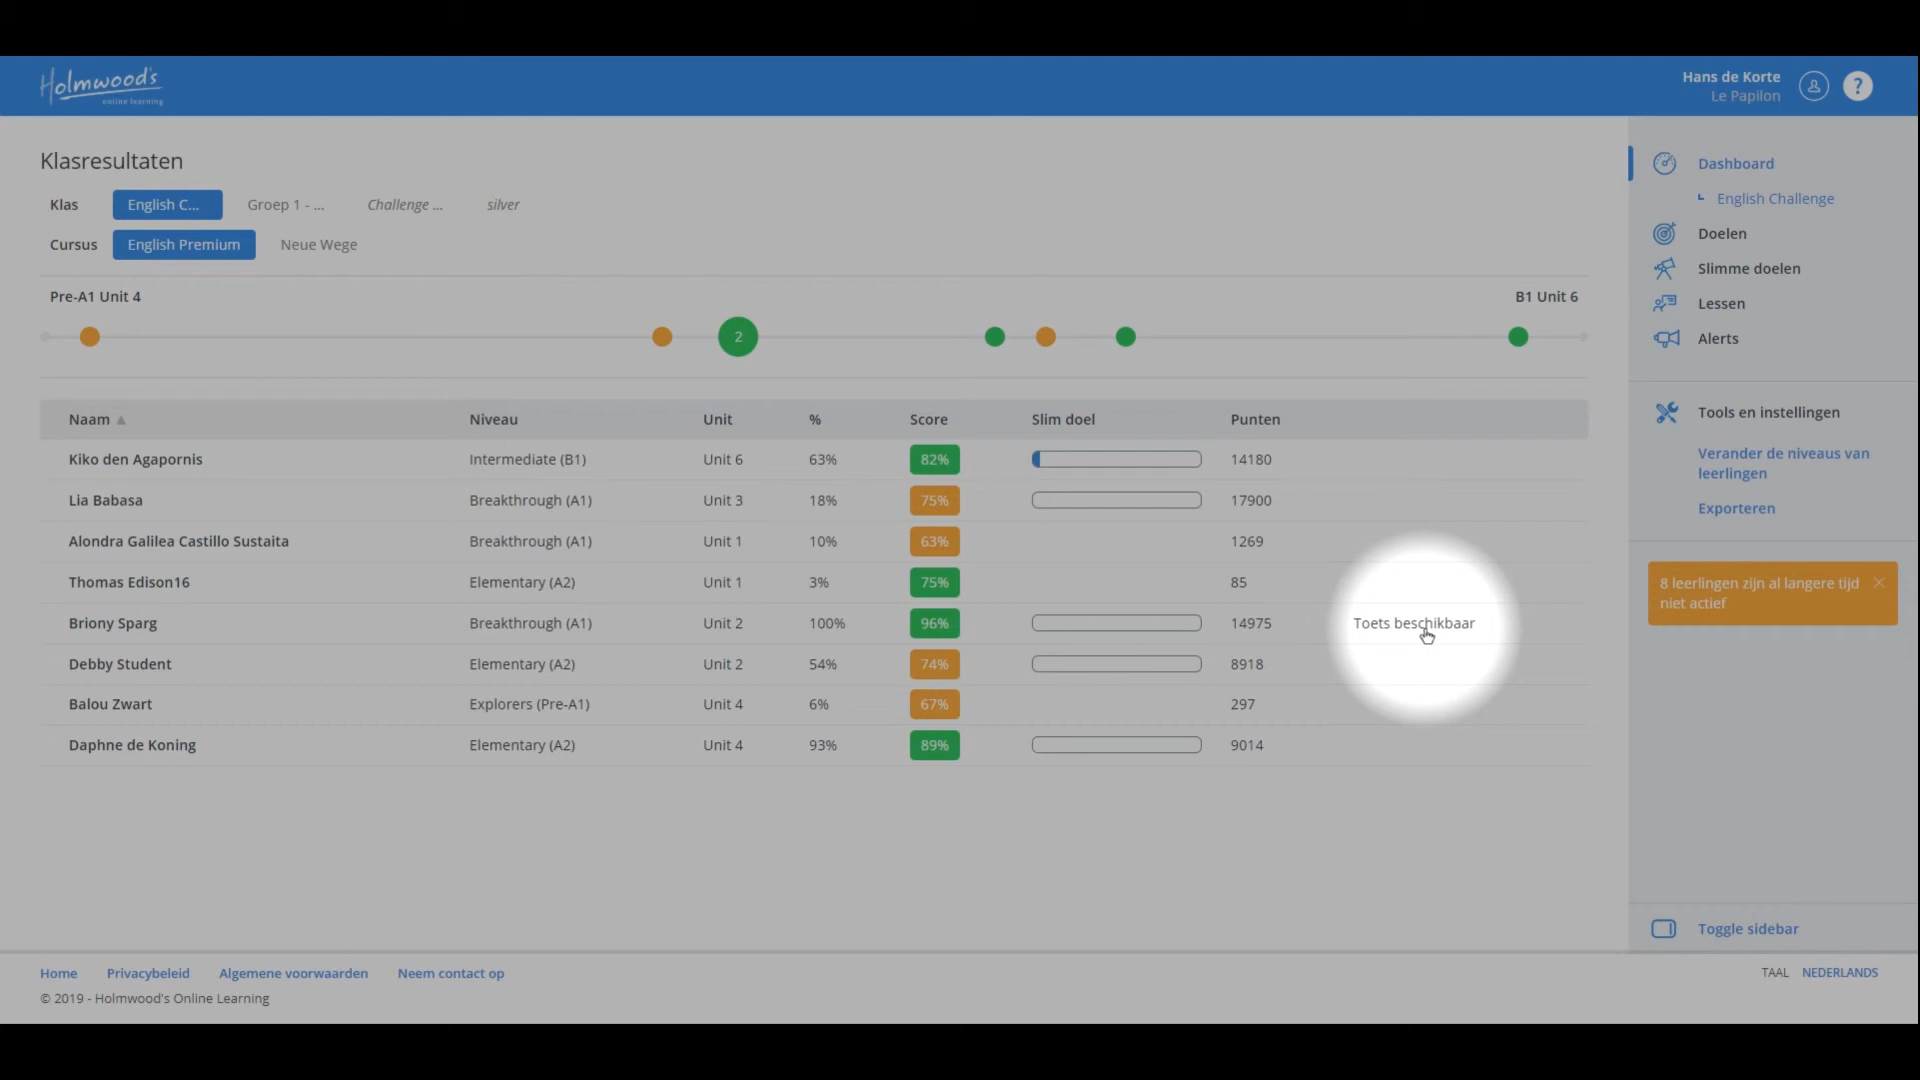 Holmwood's
online learning
Hans de Korte
Le Papilon
?
Klasresultaten
Klas English C... Groep 1 - ... Challenge ... silver
Cursus English Premium Neue Wege
Pre-A1 Unit 4 B1 Unit 6
2
Naam Niveau Unit % Score Slim doel Punten
Kiko den Agapornis Intermediate (B1) Unit 6 63% 82% 14180
Lia Babasa Breakthrough (A1) Unit 3 18% 75% 17900
Alondra Galilea Castillo Sustaita Breakthrough (A1) Unit 1 10% 63% 1269
Thomas Edison16 Elementary (A2) Unit 1 3% 75% 85
Briony Sparg Breakthrough (A1) Unit 2 100% 96% 14975 Toets beschikbaar
Debby Student Elementary (A2) Unit 2 54% 74% 8918
Balou Zwart Explorers (Pre-A1) Unit 4 6% 67% 297
Daphne de Koning Elementary (A2) Unit 4 93% 89% 9014
Dashboard
English Challenge
Doelen
Slimme doelen
Lessen
Alerts
Tools en instellingen
Verander de niveaus van
leerlingen
Exporteren
8 leerlingen zijn al langere tijd
niet actief
Toggle sidebar
Home Privacybeleid Algemene voorwaarden Neem contact op
TAAL NEDERLANDS
© 2019 - Holmwood's Online Learning